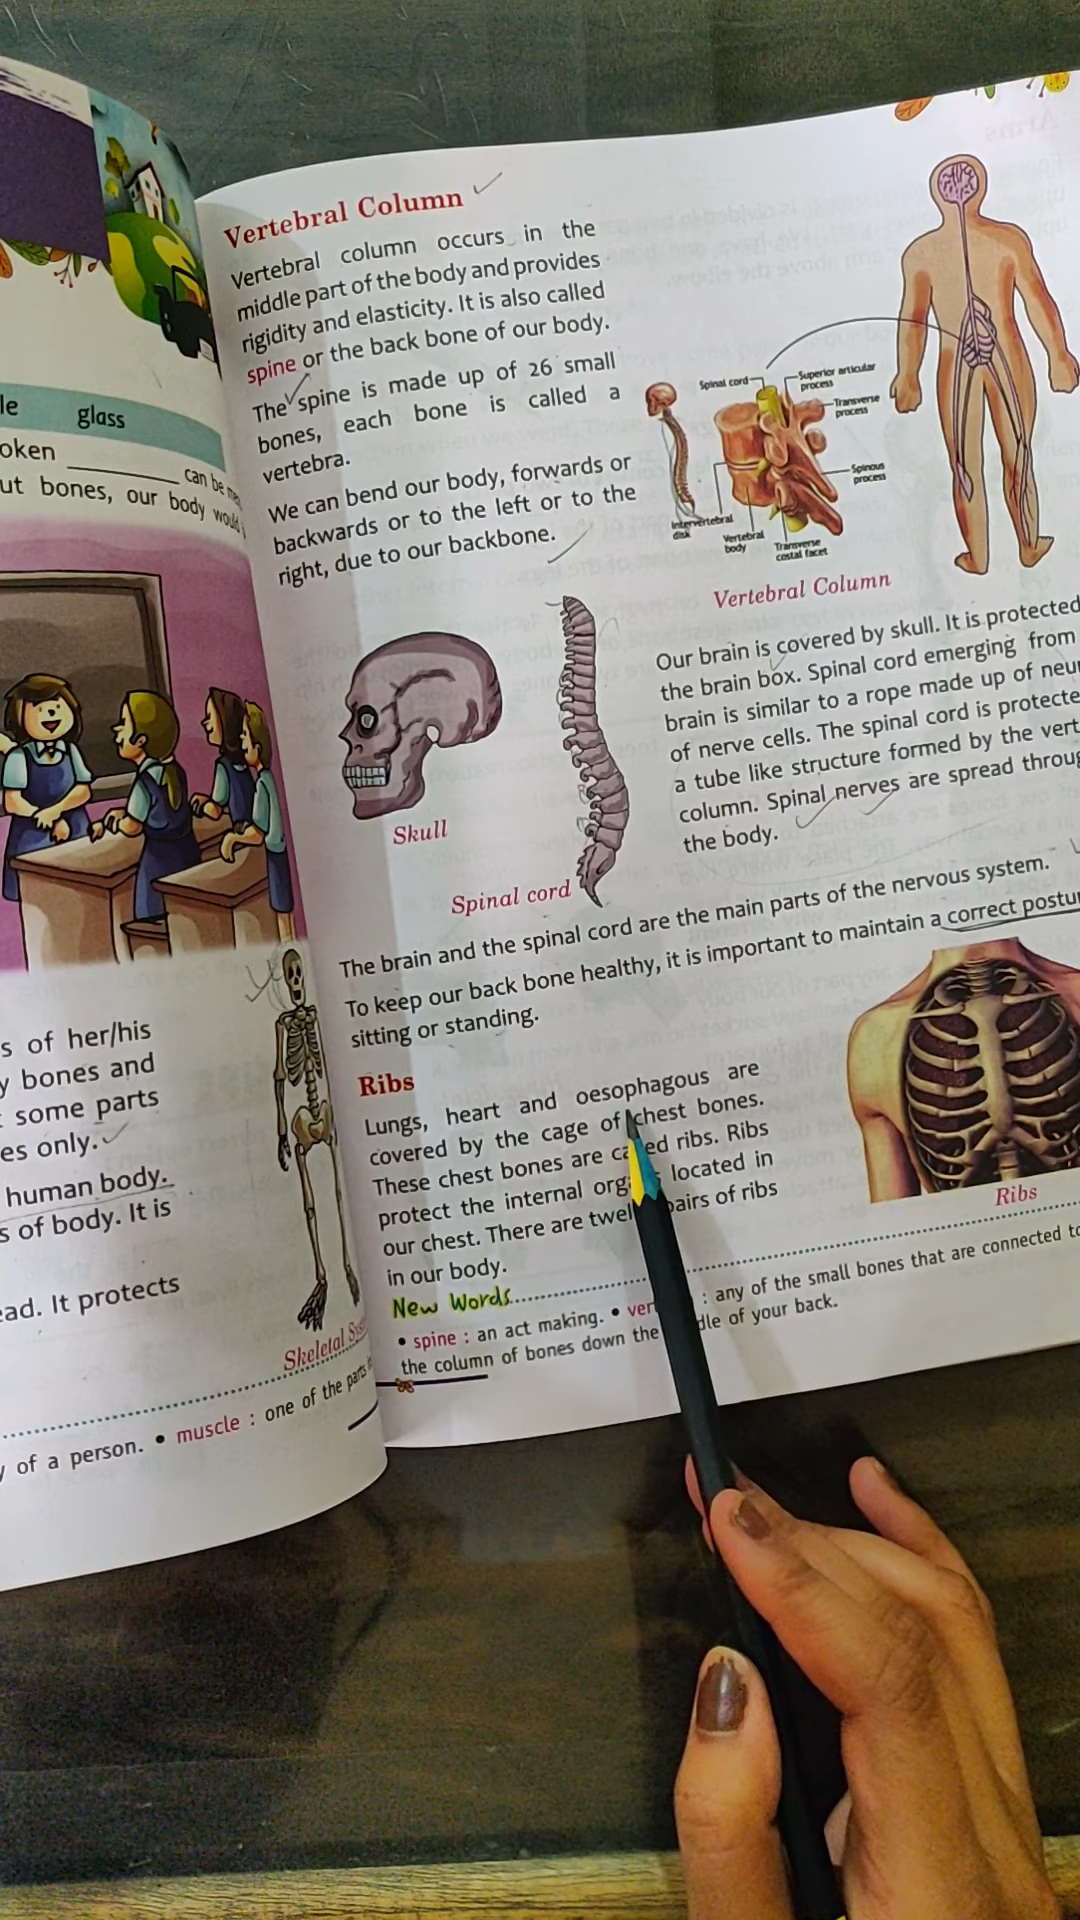 le glass
oken ________ can be
ut bones, our body would
s of her/his
y bones and
some parts
es only.
human body.
s of body. It is
ead. It protects
Skeletal
y of a person. • muscle : one of the parts
Vertebral Column
Vertebral column occurs in the
middle part of the body and provides
rigidity and elasticity. It is also called
spine or the back bone of our body.
The spine is made up of 26 small
bones, each bone is called a
vertebra.
We can bend our body, forwards or
backwards or to the left or to the
right, due to our backbone.
Spinal cord
Superior articular
process
Transverse
process
Spinous
process
Intervertebral
disk
Vertebral
body
Transverse
costal facet
Vertebral Column
Skull
Spinal cord
Our brain is covered by skull. It is protected
the brain box. Spinal cord emerging from
brain is similar to a rope made up of neu
of nerve cells. The spinal cord is protecte
a tube like structure formed by the vert
column. Spinal nerves are spread throug
the body.
The brain and the spinal cord are the main parts of the nervous system.
To keep our back bone healthy, it is important to maintain a correct postu
sitting or standing.
Ribs
Lungs, heart and oesophagous are
covered by the cage of chest bones.
These chest bones are called ribs. Ribs
protect the internal orga located in
our chest. There are twel pairs of ribs
in our body.
Ribs
New Words
• spine : an act making. • ver : any of the small bones that are connected to
the column of bones down the dle of your back.